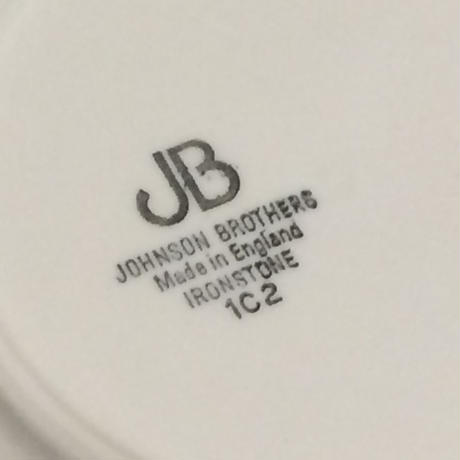 JB
JOHNSON BROTHERS
Made in England
IRONSTONE
1C2